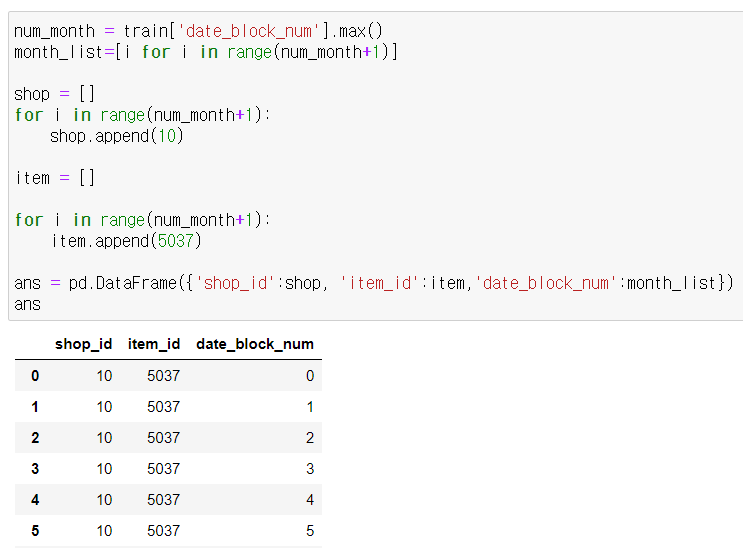 num_month = train['date_block_num'].max()
month_list=[i for i in range(num_month+1)]
shop = []
for i in range(num_month+1):
    shop.append(10)
item = []
for i in range(num_month+1):
    item.append(5037)
ans = pd.DataFrame({'shop_id':shop, 'item_id':item,'date_block_num':month_list})
ans
shop_id item_id date_block_num
0 10 5037 0
1 10 5037 1
2 10 5037 2
3 10 5037 3
4 10 5037 4
5 10 5037 5